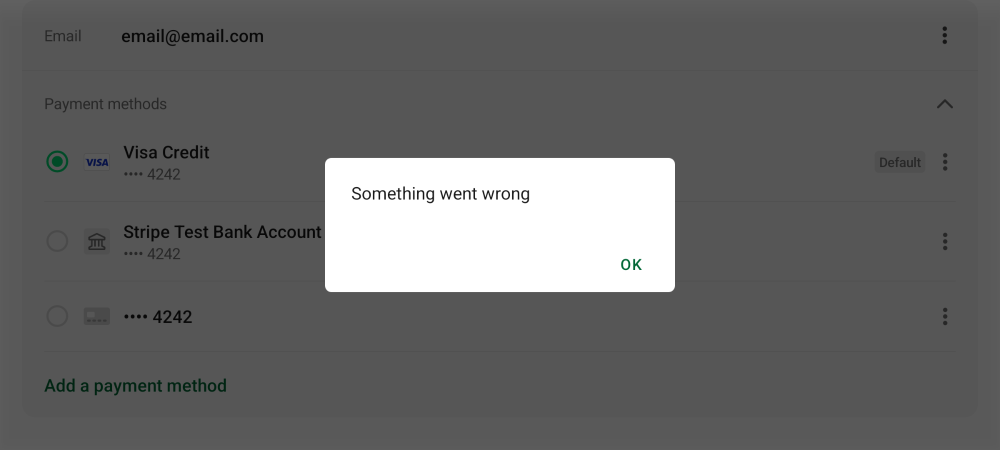 Email email@email.com
Payment methods
VISA Visa Credit Default
•••• 4242
Something went wrong
Stripe Test Bank Account
•••• 4242
OK
•••• 4242
Add a payment method